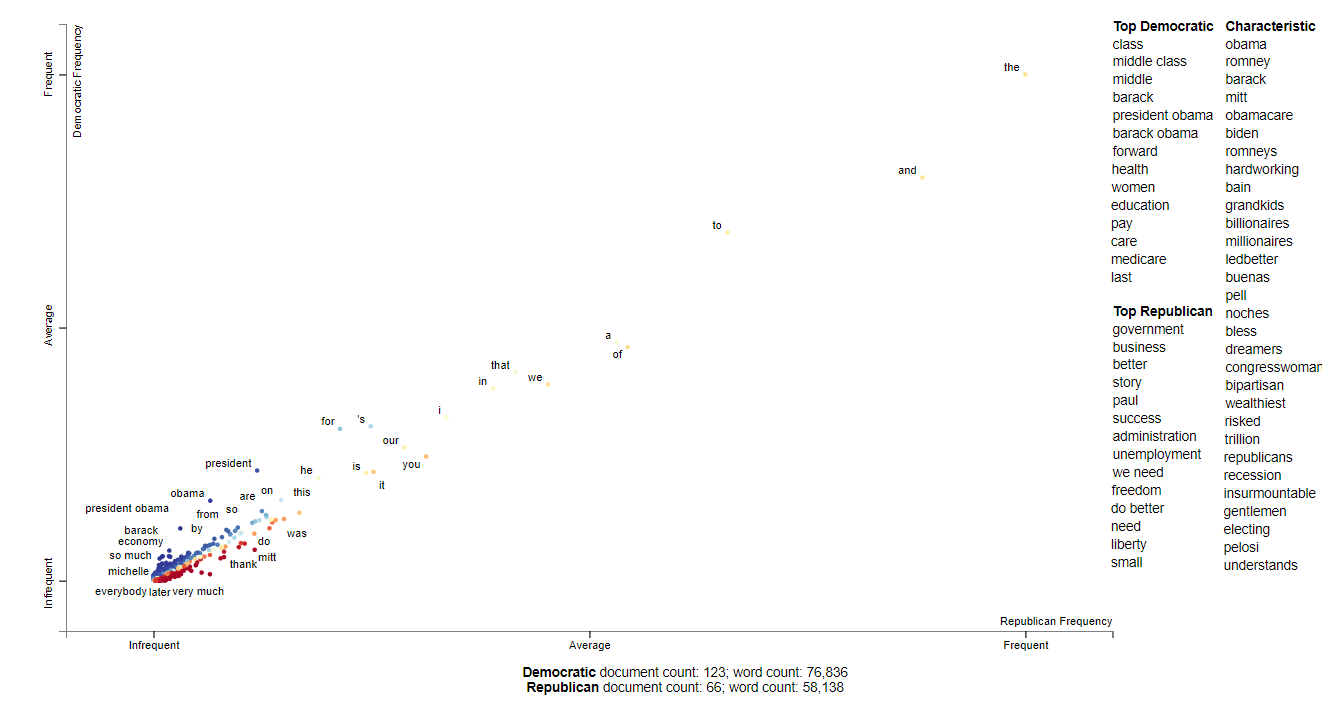 Democratic Frequency
Frequent
Average
Infrequent
the
and
to
a
of
that
in
we
i
for
's
our
you
president
he
is
it
obama
are
on
this
president obama
from
so
barack
by
was
economy
do
so much
mitt
thank
michelle
everybody
later
very much
Republican Frequency
Infrequent
Average
Frequent
Democratic document count: 123; word count: 76,836
Republican document count: 66; word count: 58,138
Top Democratic
class
middle class
middle
barack
president obama
barack obama
forward
health
women
education
pay
care
medicare
last
Top Republican
government
business
better
story
paul
success
administration
unemployment
we need
freedom
do better
need
liberty
small
Characteristic
obama
romney
barack
mitt
obamacare
biden
romneys
hardworking
bain
grandkids
billionaires
millionaires
ledbetter
buenas
pell
noches
bless
dreamers
congresswoman
bipartisan
wealthiest
risked
trillion
republicans
recession
insurmountable
gentlemen
electing
pelosi
understands